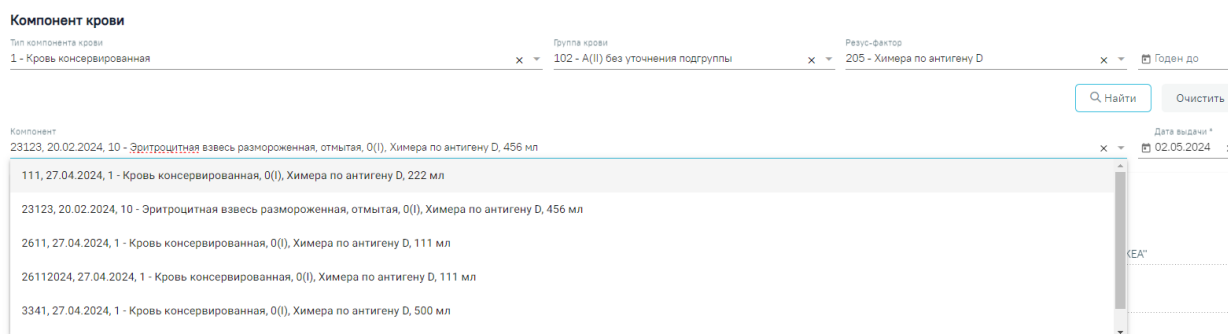 Компонент крови
Тип компонента крови Группа крови Резус-фактор
1 - Кровь консервированная 102 - A(II) без уточнения подгруппы 205 - Химера по антигену D Годен до
Найти Очистить
Компонент Дата выдачи *
23123, 20.02.2024, 10 - Эритроцитная взвесь размороженная, отмытая, 0(I), Химера по антигену D, 456 мл 02.05.2024
111, 27.04.2024, 1 - Кровь консервированная, 0(I), Химера по антигену D, 222 мл
23123, 20.02.2024, 10 - Эритроцитная взвесь размороженная, отмытая, 0(I), Химера по антигену D, 456 мл
2611, 27.04.2024, 1 - Кровь консервированная, 0(I), Химера по антигену D, 111 мл
КЕА"
26112024, 27.04.2024, 1 - Кровь консервированная, 0(I), Химера по антигену D, 111 мл
3341, 27.04.2024, 1 - Кровь консервированная, 0(I), Химера по антигену D, 500 мл